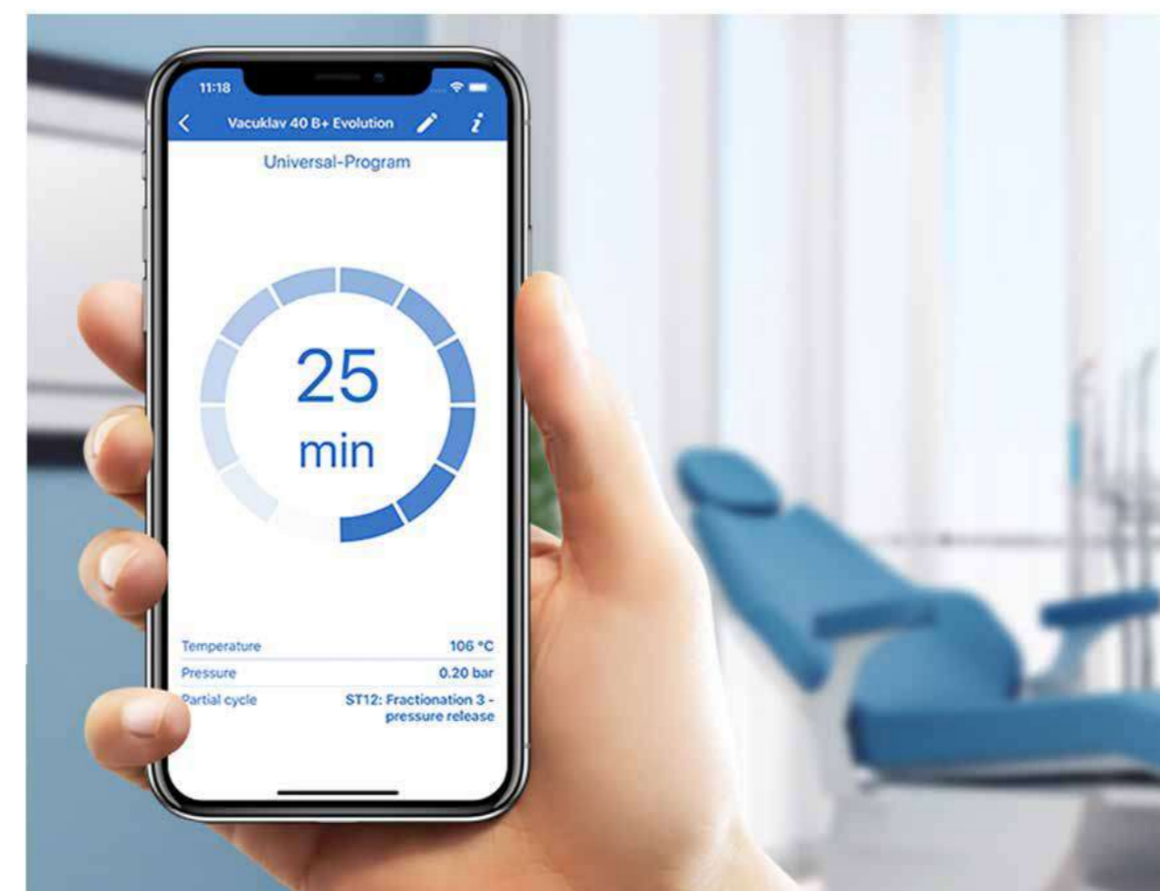 11:18
Vacuklav 40 B+ Evolution
Universal-Program
25
min
Temperature 106 °C
Pressure 0.20 bar
Partial cycle ST12: Fractionation 3 -
pressure release